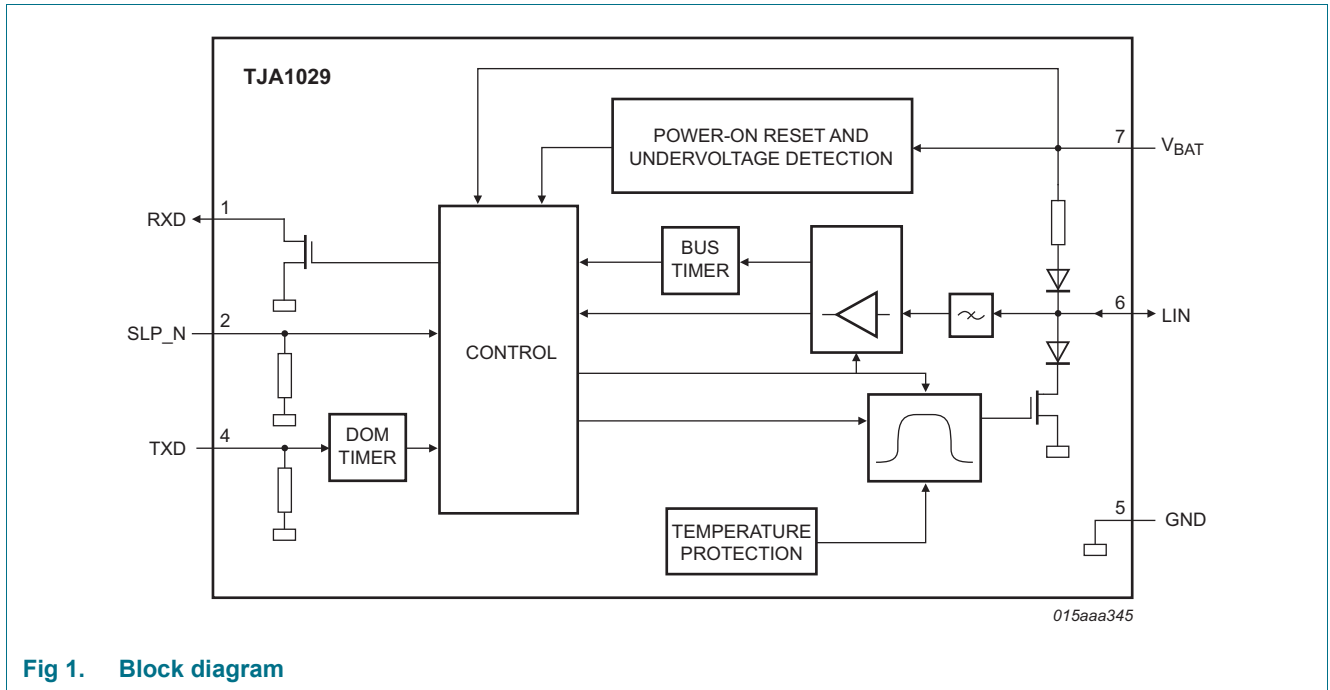 TJA1029
POWER-ON RESET AND
UNDERVOLTAGE DETECTION
7
VBAT
1
RXD
BUS
TIMER
6
LIN
2
SLP_N
CONTROL
4
TXD
DOM
TIMER
5
GND
TEMPERATURE
PROTECTION
015aaa345
Fig 1. Block diagram